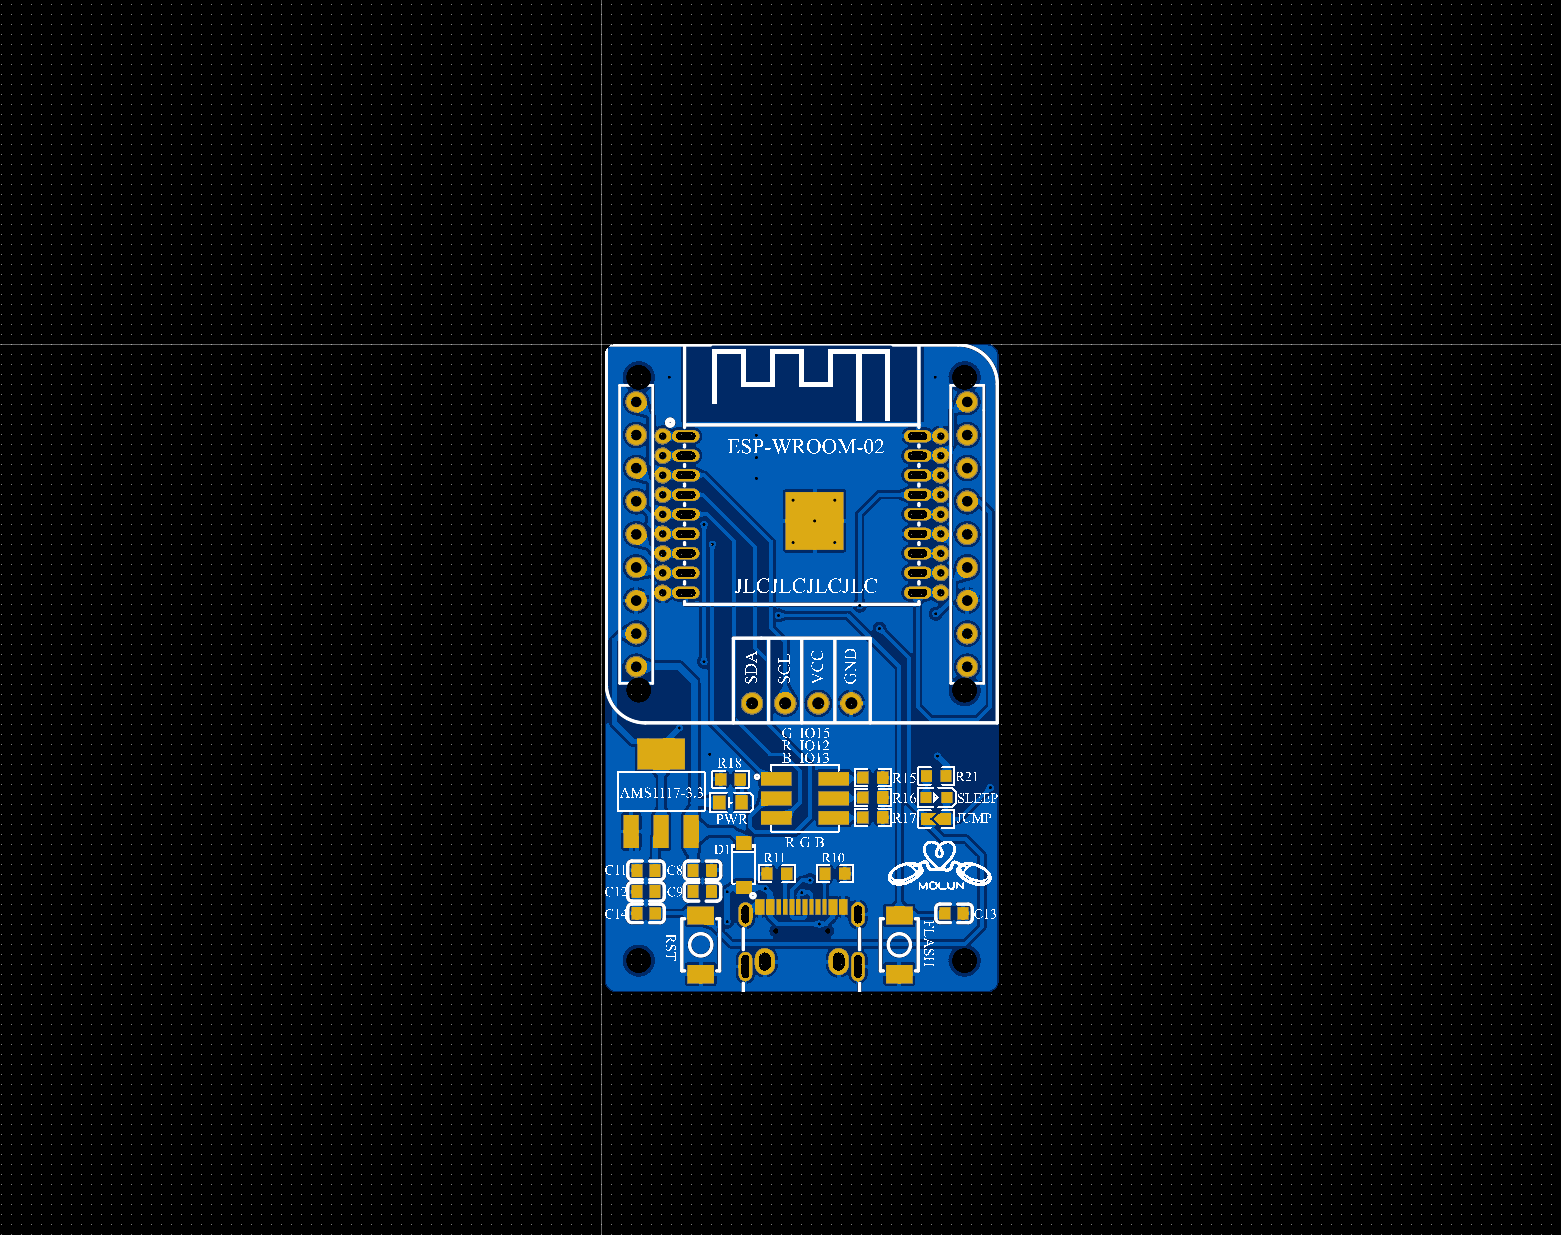 ESP-WROOM-02
JLCJLCJLCJLC
SDA
SCL
VCC
GND
G IO15
R IO12
B IO13
R18
AMS1117-3.3
PWR
R15
R16
R17
R21
SLEEP
JUMP
R G B
D1
R11
R10
C11
C8
C12
C9
C14
MOLUN
C13
RST
FLASH